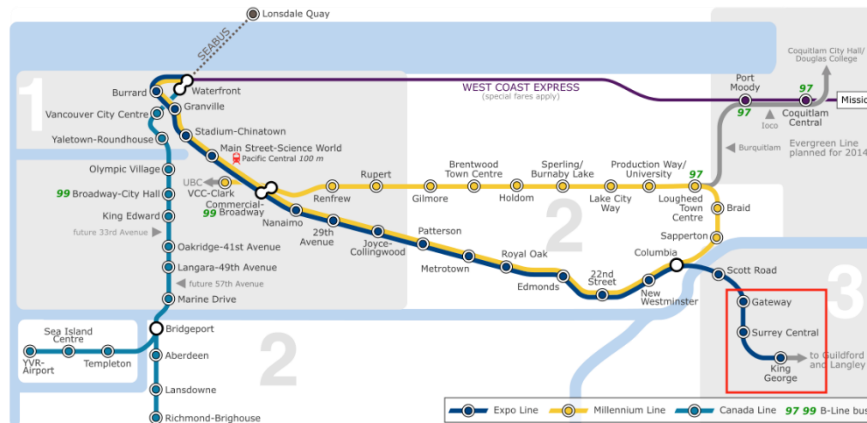 Lonsdale Quay
SEABUS
Waterfront
Burrard
Granville
Vancouver City Centre
Stadium-Chinatown
Yaletown-Roundhouse
Main Street-Science World
Pacific Central 100 m
Olympic Village
UBC
VCC-Clark
99 Broadway-City Hall
Commercial-
Broadway
99
King Edward
future 33rd Avenue
Oakridge-41st Avenue
Langara-49th Avenue
future 57th Avenue
Marine Drive
Bridgeport
Sea Island
Centre
YVR-
Airport
Templeton
Aberdeen
Lansdowne
Richmond-Brighouse
1
2
2
3
WEST COAST EXPRESS
(special fares apply)
Port
Moody
97
97
Coquitlam
Central
Coquitlam City Hall/
Douglas College
Ioco
Burquitlam
Evergreen Line
planned for 2014
Renfrew
Rupert
Gilmore
Brentwood
Town Centre
Holdom
Sperling/
Burnaby Lake
Lake City
Way
Production Way/
University
97
Lougheed
Town
Centre
Braid
Sapperton
Columbia
Nanaimo
29th
Avenue
Joyce-
Collingwood
Patterson
Metrotown
Royal Oak
Edmonds
22nd
Street
New
Westminster
Scott Road
Gateway
Surrey Central
King
George
to Guildford
and Langley
Expo Line
Millennium Line
Canada Line
97 99 B-Line bus